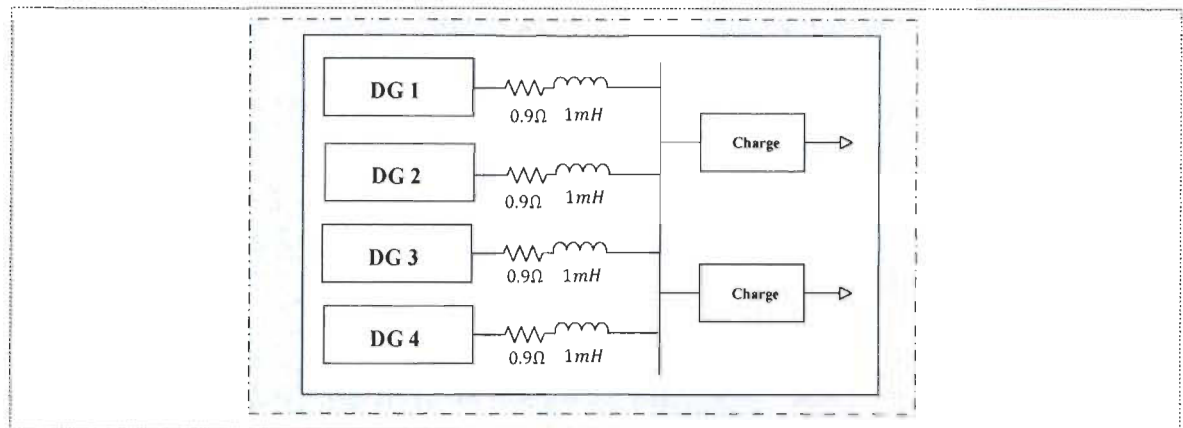 DG 1
0.9Ω 1mH
Charge
DG 2
0.9Ω 1mH
DG 3
0.9Ω 1mH
Charge
DG 4
0.9Ω 1mH